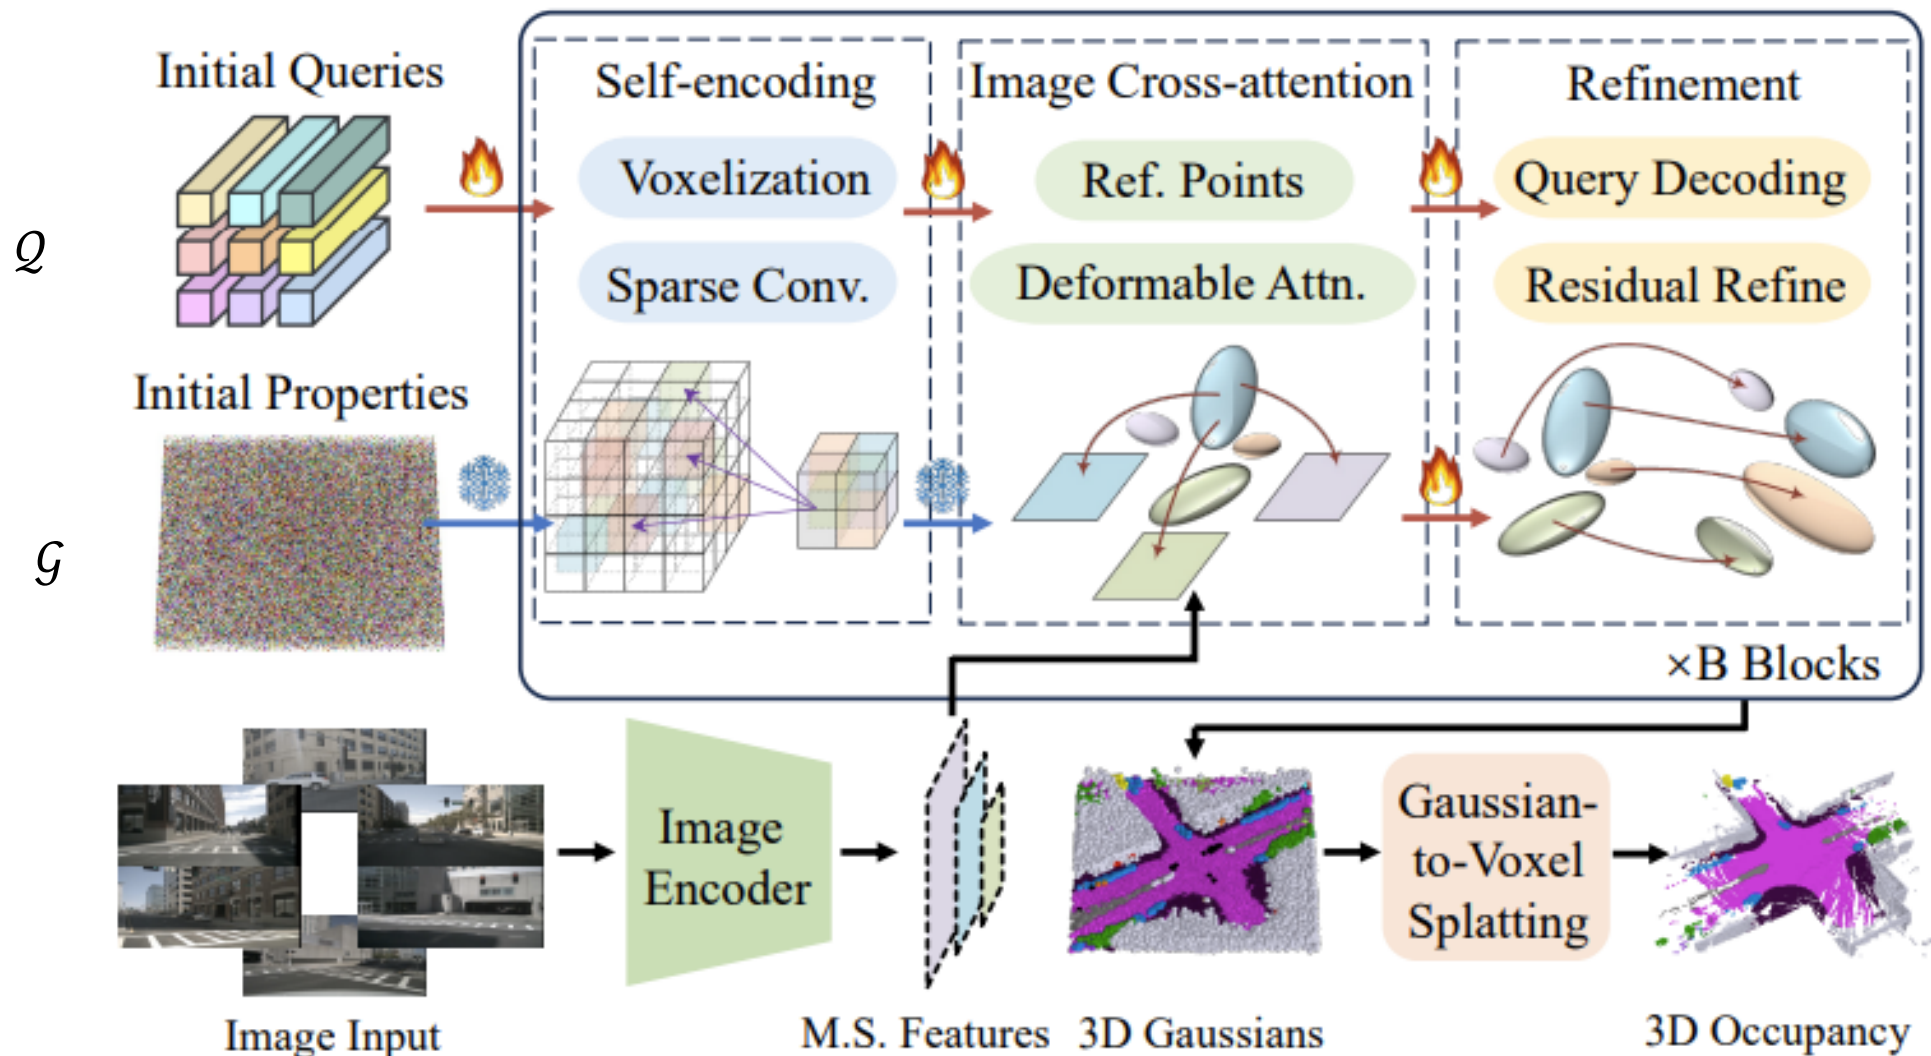 Initial Queries
𝒬
Initial Properties
𝒢
Self-encoding
Voxelization
Sparse Conv.
Image Cross-attention
Ref. Points
Deformable Attn.
Refinement
Query Decoding
Residual Refine
×B Blocks
Image Input
Image
Encoder
M.S. Features
3D Gaussians
Gaussian-
to-Voxel
Splatting
3D Occupancy